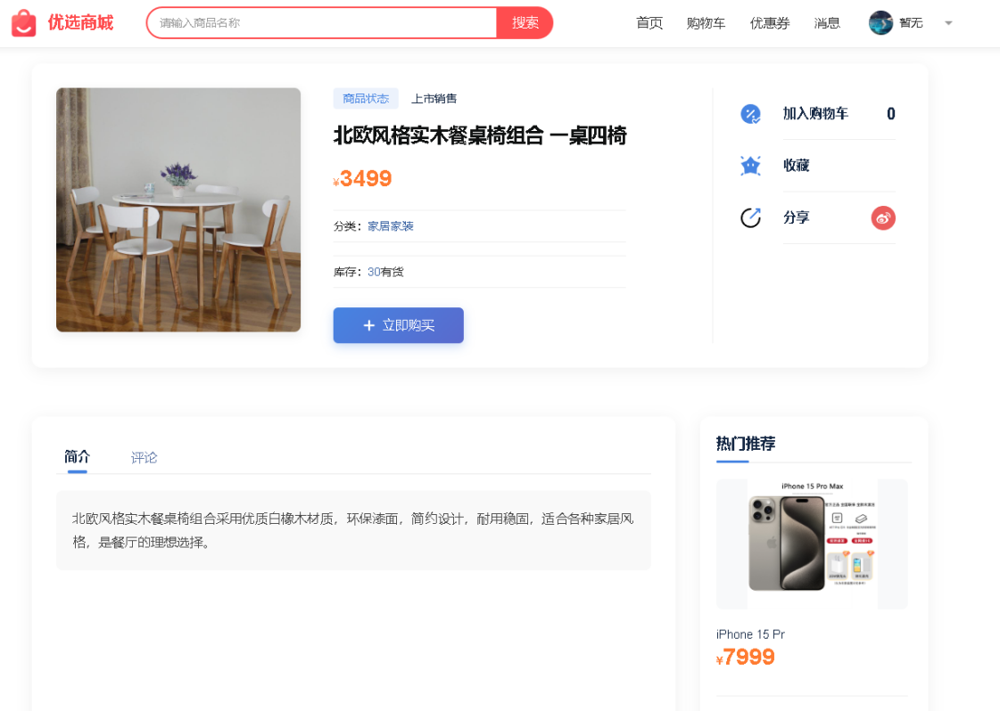 优选商城
请输入商品名称
搜索
首页
购物车
优惠券
消息
暂无
商品状态 上市销售
北欧风格实木餐桌椅组合 一桌四椅
¥3499
分类：家居家装
库存：30有货
+ 立即购买
加入购物车 0
收藏
分享
简介
评论
北欧风格实木餐桌椅组合采用优质白橡木材质，环保漆面，简约设计，耐用稳固，适合各种家居风
格，是餐厅的理想选择。
热门推荐
iPhone 15 Pro Max
iPhone 15 Pr
¥7999